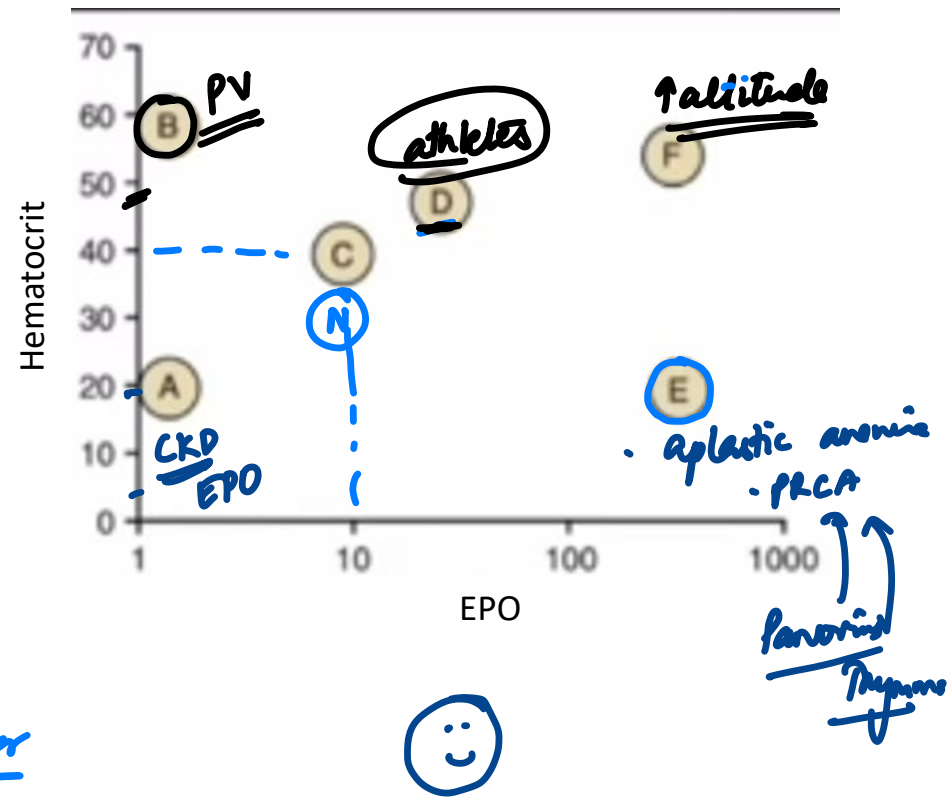 70
60
B
PV
athletes
↑ altitude
F
50
D
Hematocrit
40
C
30
N
20
A
E
CKD
EPO
10
· aplastic anemia
· PRCA
0
1
10
100
1000
EPO
Parvovirus